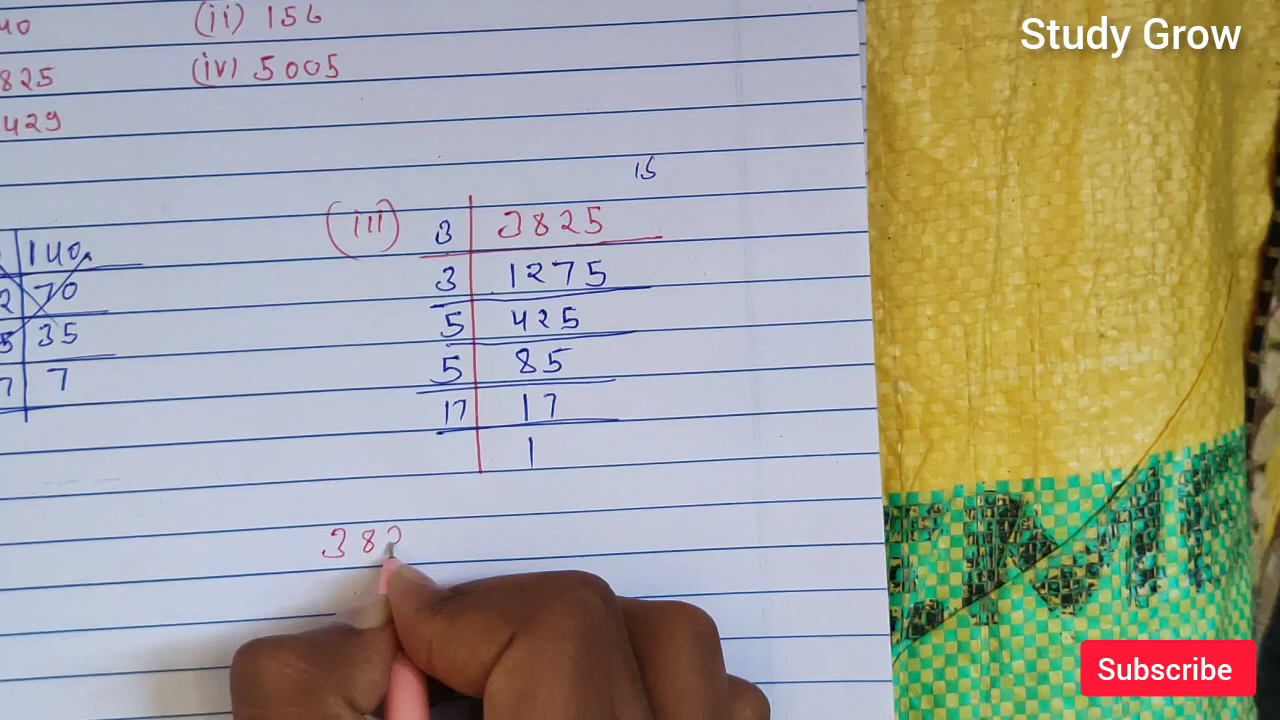 Study Grow
40 (ii) 156
825 (iv) 5005
429
15
140
2 70
5 35
7 7
(iii) 3 3825
3 1275
5 425
5 85
17 17
1
382
Subscribe